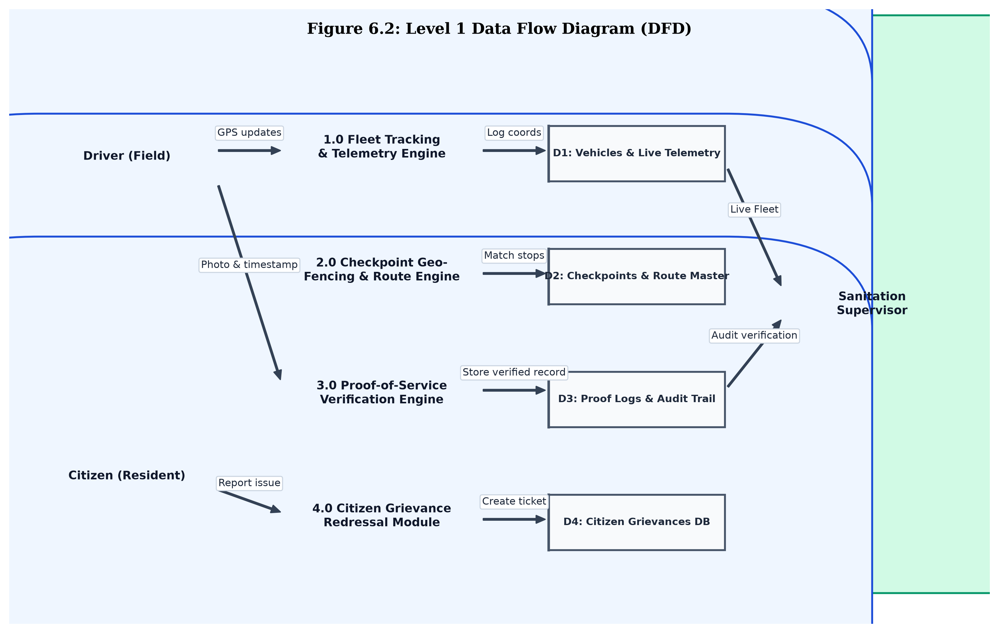 Figure 6.2: Level 1 Data Flow Diagram (DFD)
GPS updates
Log coords
Driver (Field)
1.0 Fleet Tracking
& Telemetry Engine
D1: Vehicles & Live Telemetry
Live Fleet
Photo & timestamp
2.0 Checkpoint Geo-
Fencing & Route Engine
Match stops
D2: Checkpoints & Route Master
Sanitation
Supervisor
Audit verification
Store verified record
3.0 Proof-of-Service
Verification Engine
D3: Proof Logs & Audit Trail
Citizen (Resident)
Report issue
4.0 Citizen Grievance
Redressal Module
Create ticket
D4: Citizen Grievances DB